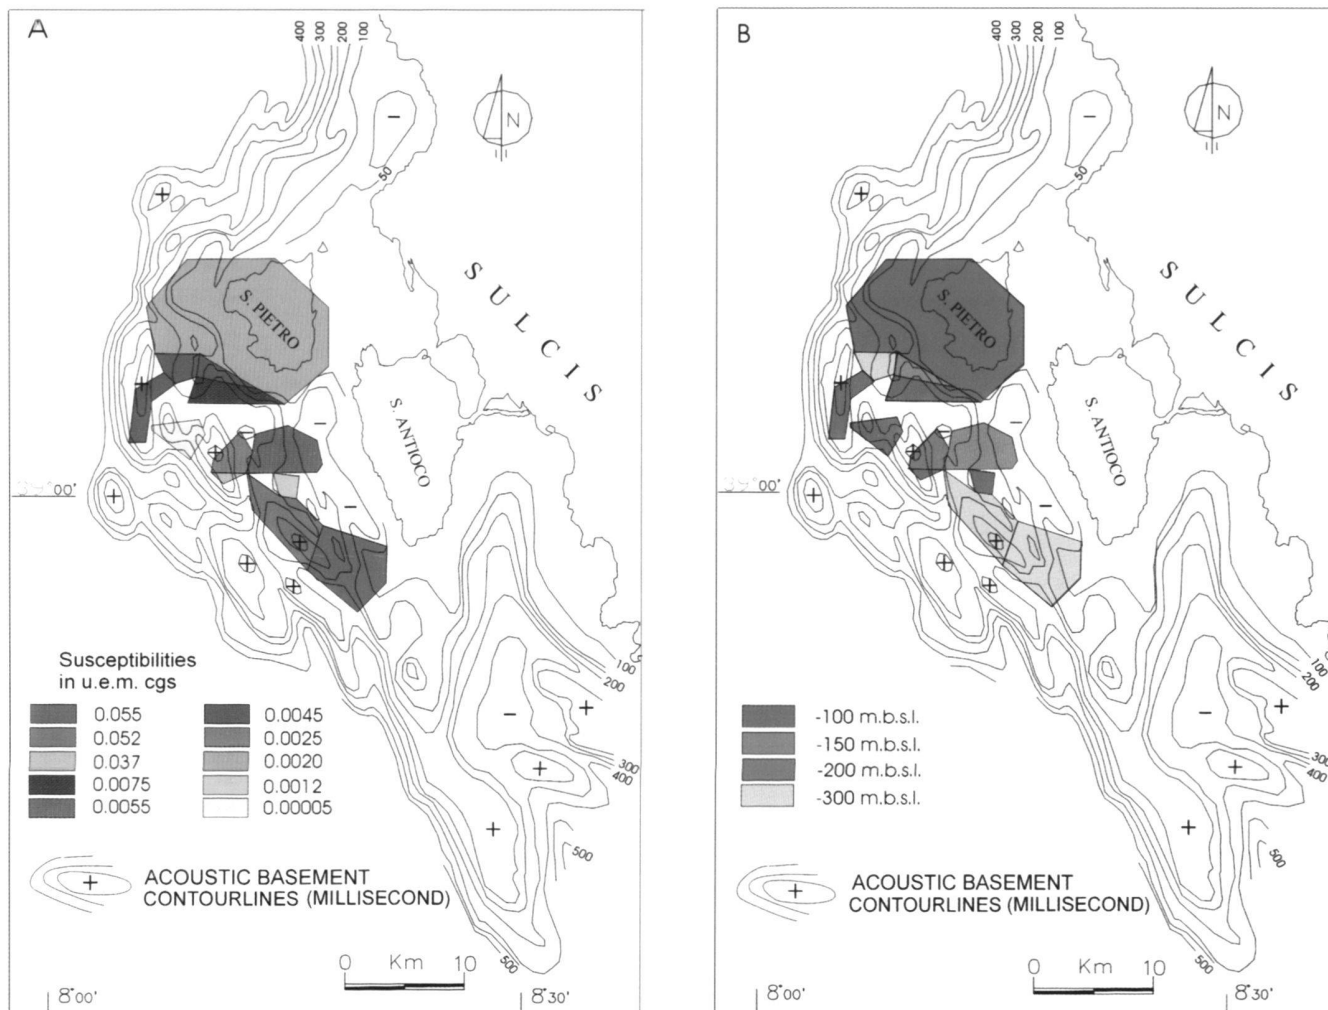 A
400 300 200 100
N
50
S. PIETRO
SULCIS
S. ANTIOCO
39°00'
Susceptibilities
in u.e.m. cgs
0.055
0.052
0.037
0.0075
0.0055
0.0045
0.0025
0.0020
0.0012
0.00005
100
200
300
400
500
500
ACOUSTIC BASEMENT
CONTOURLINES (MILLISECOND)
0 Km 10
8°00'
8°30'
B
400 300 200 100
N
50
S. PIETRO
SULCIS
S. ANTIOCO
39°00'
-100 m.b.s.l.
-150 m.b.s.l.
-200 m.b.s.l.
-300 m.b.s.l.
100
200
300
400
500
500
ACOUSTIC BASEMENT
CONTOURLINES (MILLISECOND)
0 Km 10
8°00'
8°30'